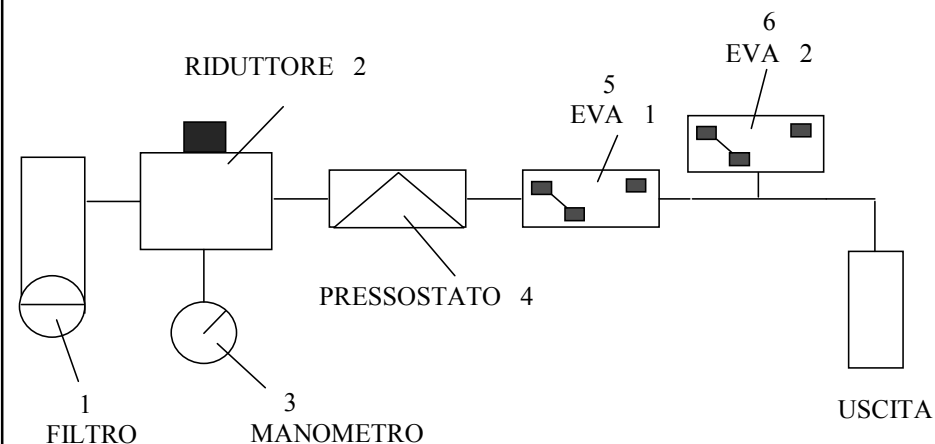 6
EVA 2
RIDUTTORE 2
5
EVA 1
PRESSOSTATO 4
1
FILTRO
3
MANOMETRO
USCITA